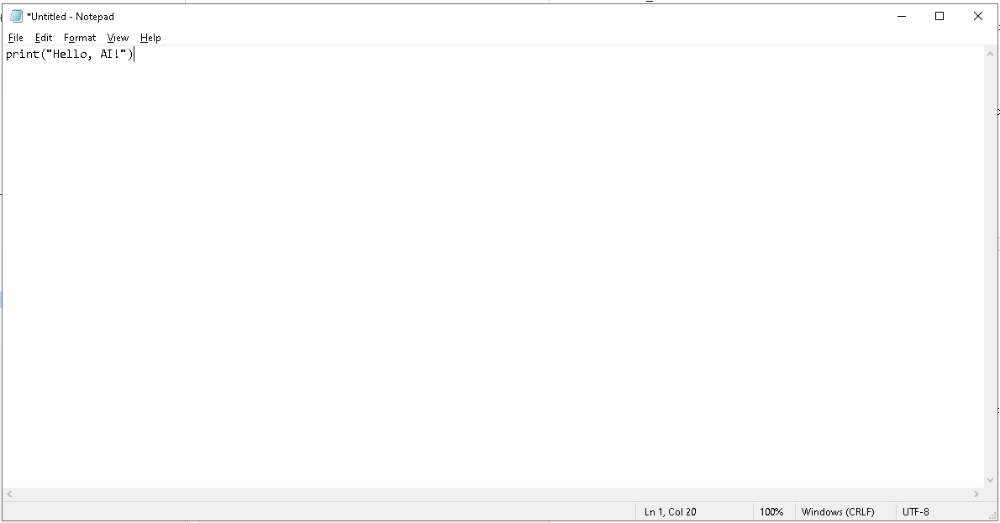 *Untitled - Notepad
File Edit Format View Help
print("Hello, AI!")
Ln 1, Col 20 100% Windows (CRLF) UTF-8